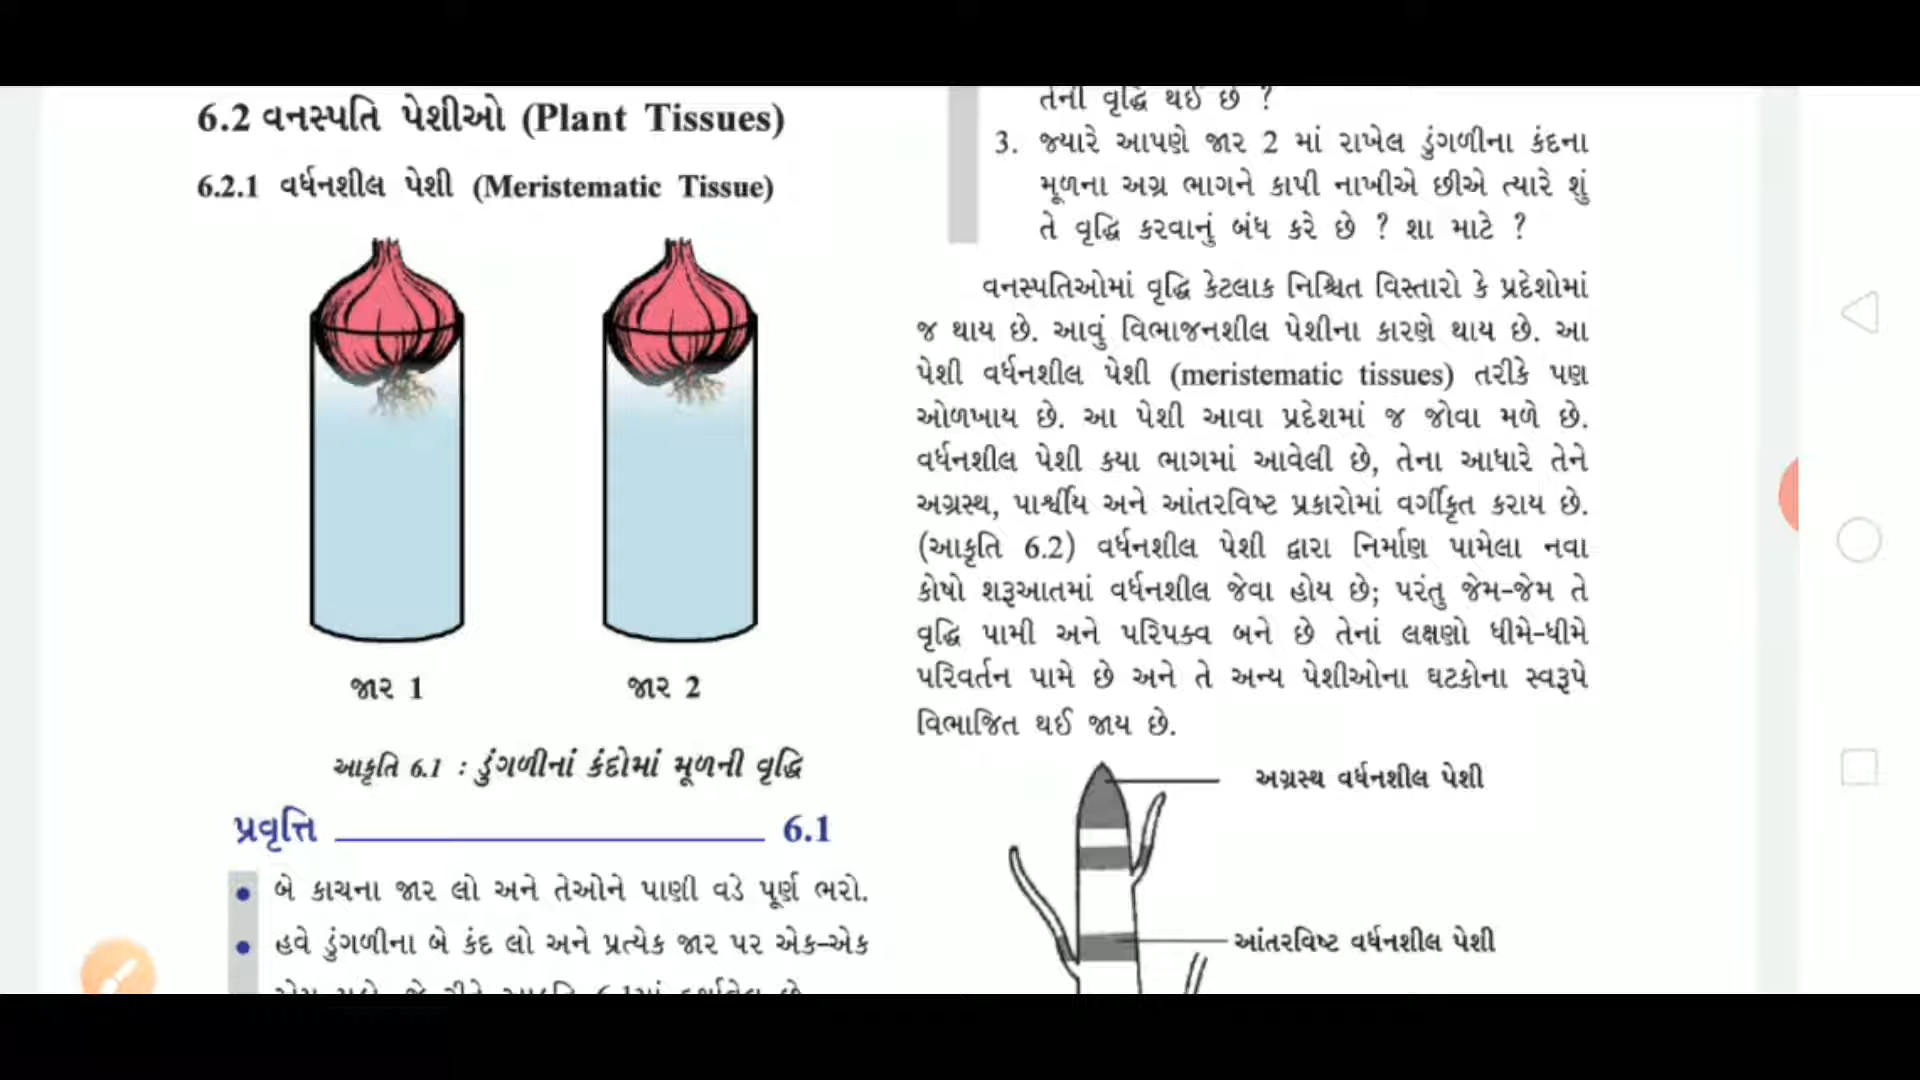 6.2 વનસ્પતિ પેશીઓ (Plant Tissues)
6.2.1 વર્ધનશીલ પેશી (Meristematic Tissue)
જાર 1
જાર 2
આકૃતિ 6.1 : ડુંગળીનાં કંદોમાં મૂળની વૃદ્ધિ
પ્રવૃત્તિ 6.1
• બે કાચના જાર લો અને તેઓને પાણી વડે પૂર્ણ ભરો.
• હવે ડુંગળીના બે કંદ લો અને પ્રત્યેક જાર પર એક-એક
તેની વૃદ્ધિ થઈ છે ?
3. જ્યારે આપણે જાર 2 માં રાખેલ ડુંગળીના કંદના
મૂળના અગ્ર ભાગને કાપી નાખીએ છીએ ત્યારે શું
તે વૃદ્ધિ કરવાનું બંધ કરે છે ? શા માટે ?
વનસ્પતિઓમાં વૃદ્ધિ કેટલાક નિશ્ચિત વિસ્તારો કે પ્રદેશોમાં
જ થાય છે. આવું વિભાજનશીલ પેશીના કારણે થાય છે. આ
પેશી વર્ધનશીલ પેશી (meristematic tissues) તરીકે પણ
ઓળખાય છે. આ પેશી આવા પ્રદેશમાં જ જોવા મળે છે.
વર્ધનશીલ પેશી કયા ભાગમાં આવેલી છે, તેના આધારે તેને
અગ્રસ્થ, પાર્શ્વીય અને આંતરવિષ્ટ પ્રકારોમાં વર્ગીકૃત કરાય છે.
(આકૃતિ 6.2) વર્ધનશીલ પેશી દ્વારા નિર્માણ પામેલા નવા
કોષો શરૂઆતમાં વર્ધનશીલ જેવા હોય છે; પરંતુ જેમ-જેમ તે
વૃદ્ધિ પામી અને પરિપક્વ બને છે તેનાં લક્ષણો ધીમે-ધીમે
પરિવર્તન પામે છે અને તે અન્ય પેશીઓના ઘટકોના સ્વરૂપે
વિભાજિત થઈ જાય છે.
અગ્રસ્થ વર્ધનશીલ પેશી
આંતરવિષ્ટ વર્ધનશીલ પેશી